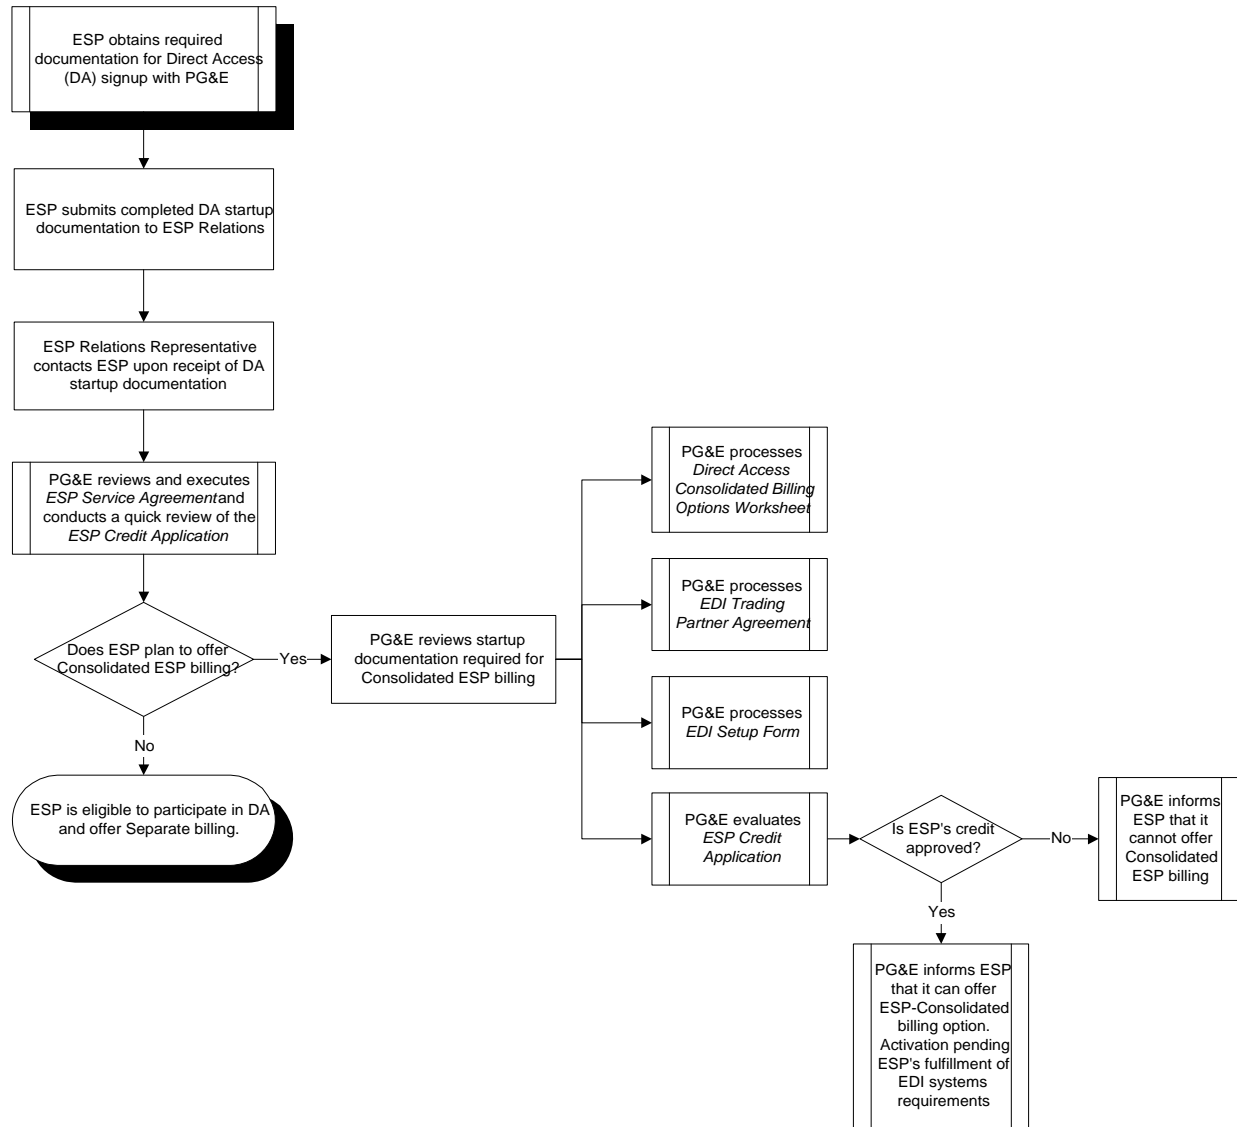 ESP obtains required
documentation for Direct Access
(DA) signup with PG&E
ESP submits completed DA startup
documentation to ESP Relations
ESP Relations Representative
contacts ESP upon receipt of DA
startup documentation
PG&E reviews and executes
ESP Service Agreementand
conducts a quick review of the
ESP Credit Application
Does ESP plan to offer
Consolidated ESP billing?
Yes
No
ESP is eligible to participate in DA
and offer Separate billing.
PG&E reviews startup
documentation required for
Consolidated ESP billing
PG&E processes
Direct Access
Consolidated Billing
Options Worksheet
PG&E processes
EDI Trading
Partner Agreement
PG&E processes
EDI Setup Form
PG&E evaluates
ESP Credit
Application
Is ESP's credit
approved?
No
PG&E informs
ESP that it
cannot offer
Consolidated
ESP billing
Yes
PG&E informs ESP
that it can offer
ESP-Consolidated
billing option.
Activation pending
ESP's fulfillment of
EDI systems
requirements